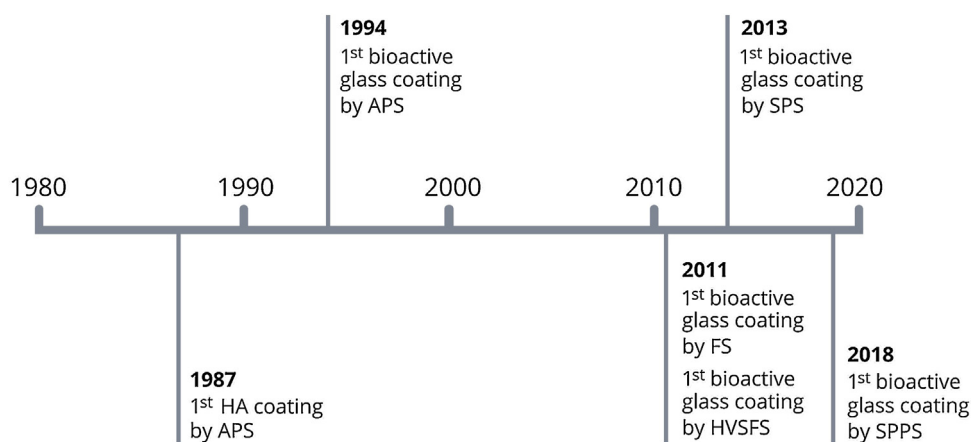 1994
1st bioactive
glass coating
by APS
2013
1st bioactive
glass coating
by SPS
1980
1990
2000
2010
2020
1987
1st HA coating
by APS
2011
1st bioactive
glass coating
by FS
1st bioactive
glass coating
by HVSFS
2018
1st bioactive
glass coating
by SPPS